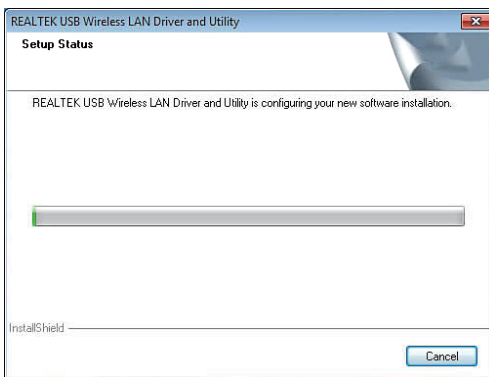 REALTEK USB Wireless LAN Driver and Utility
Setup Status
REALTEK USB Wireless LAN Driver and Utility is configuring your new software installation.
InstallShield
Cancel